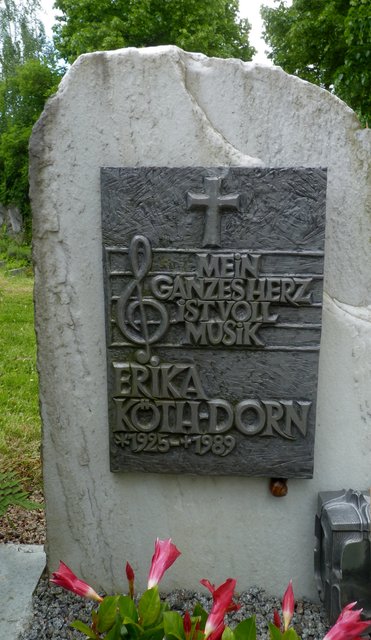 MEiN
GANZES HERZ
iST VOLL
MUSiK
ERiKA
KÖTH-DORN
*1925-†1989